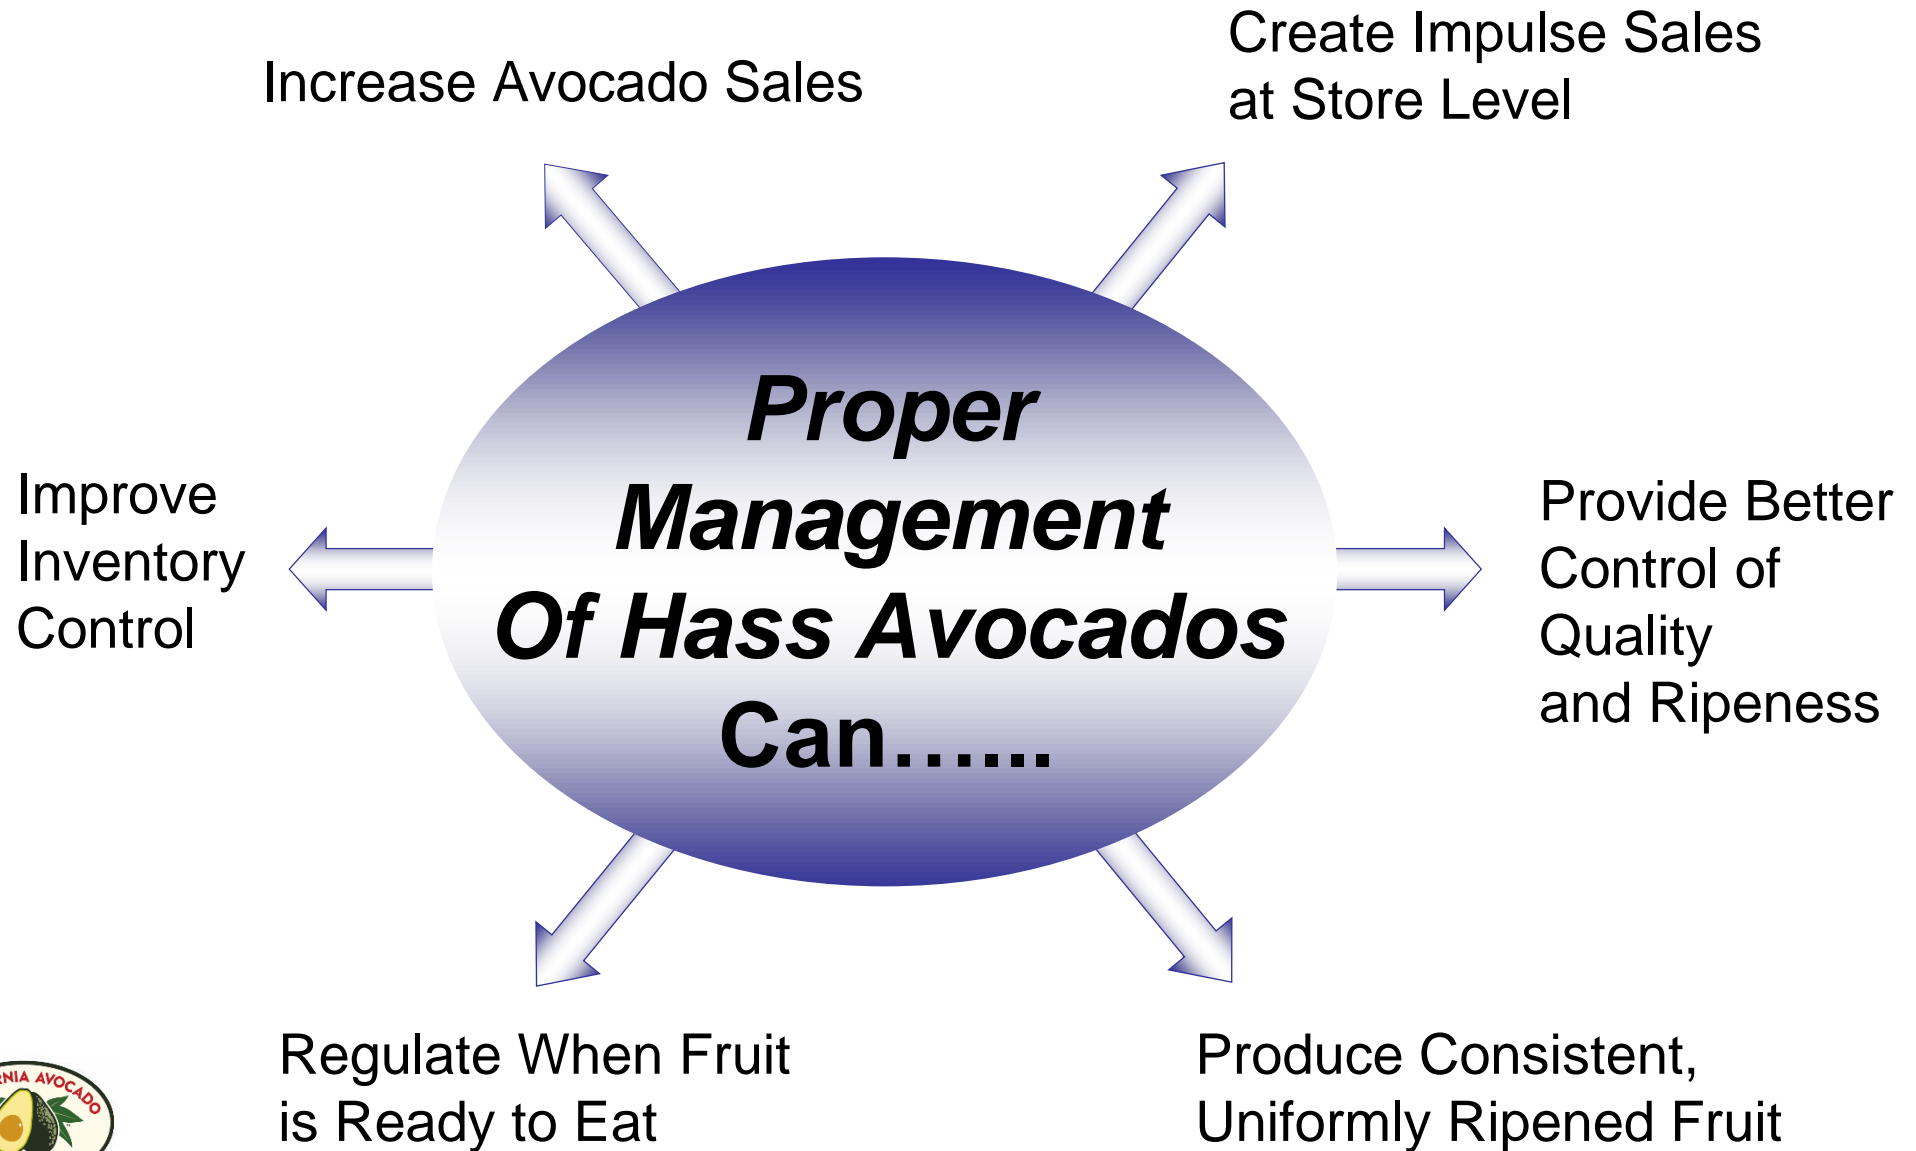 Increase Avocado Sales
Create Impulse Sales
at Store Level
Proper
Management
Of Hass Avocados
Can…...
Improve
Inventory
Control
Provide Better
Control of
Quality
and Ripeness
Regulate When Fruit
is Ready to Eat
Produce Consistent,
Uniformly Ripened Fruit